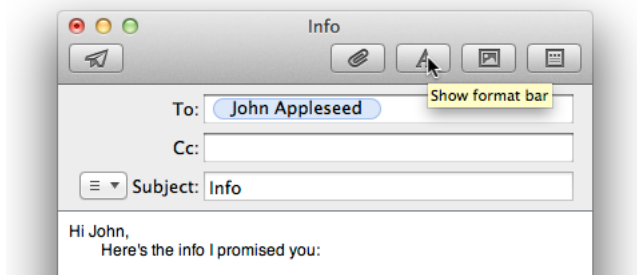 Info
Show format bar
To: John Appleseed
Cc:
Subject: Info
Hi John,
Here's the info I promised you: